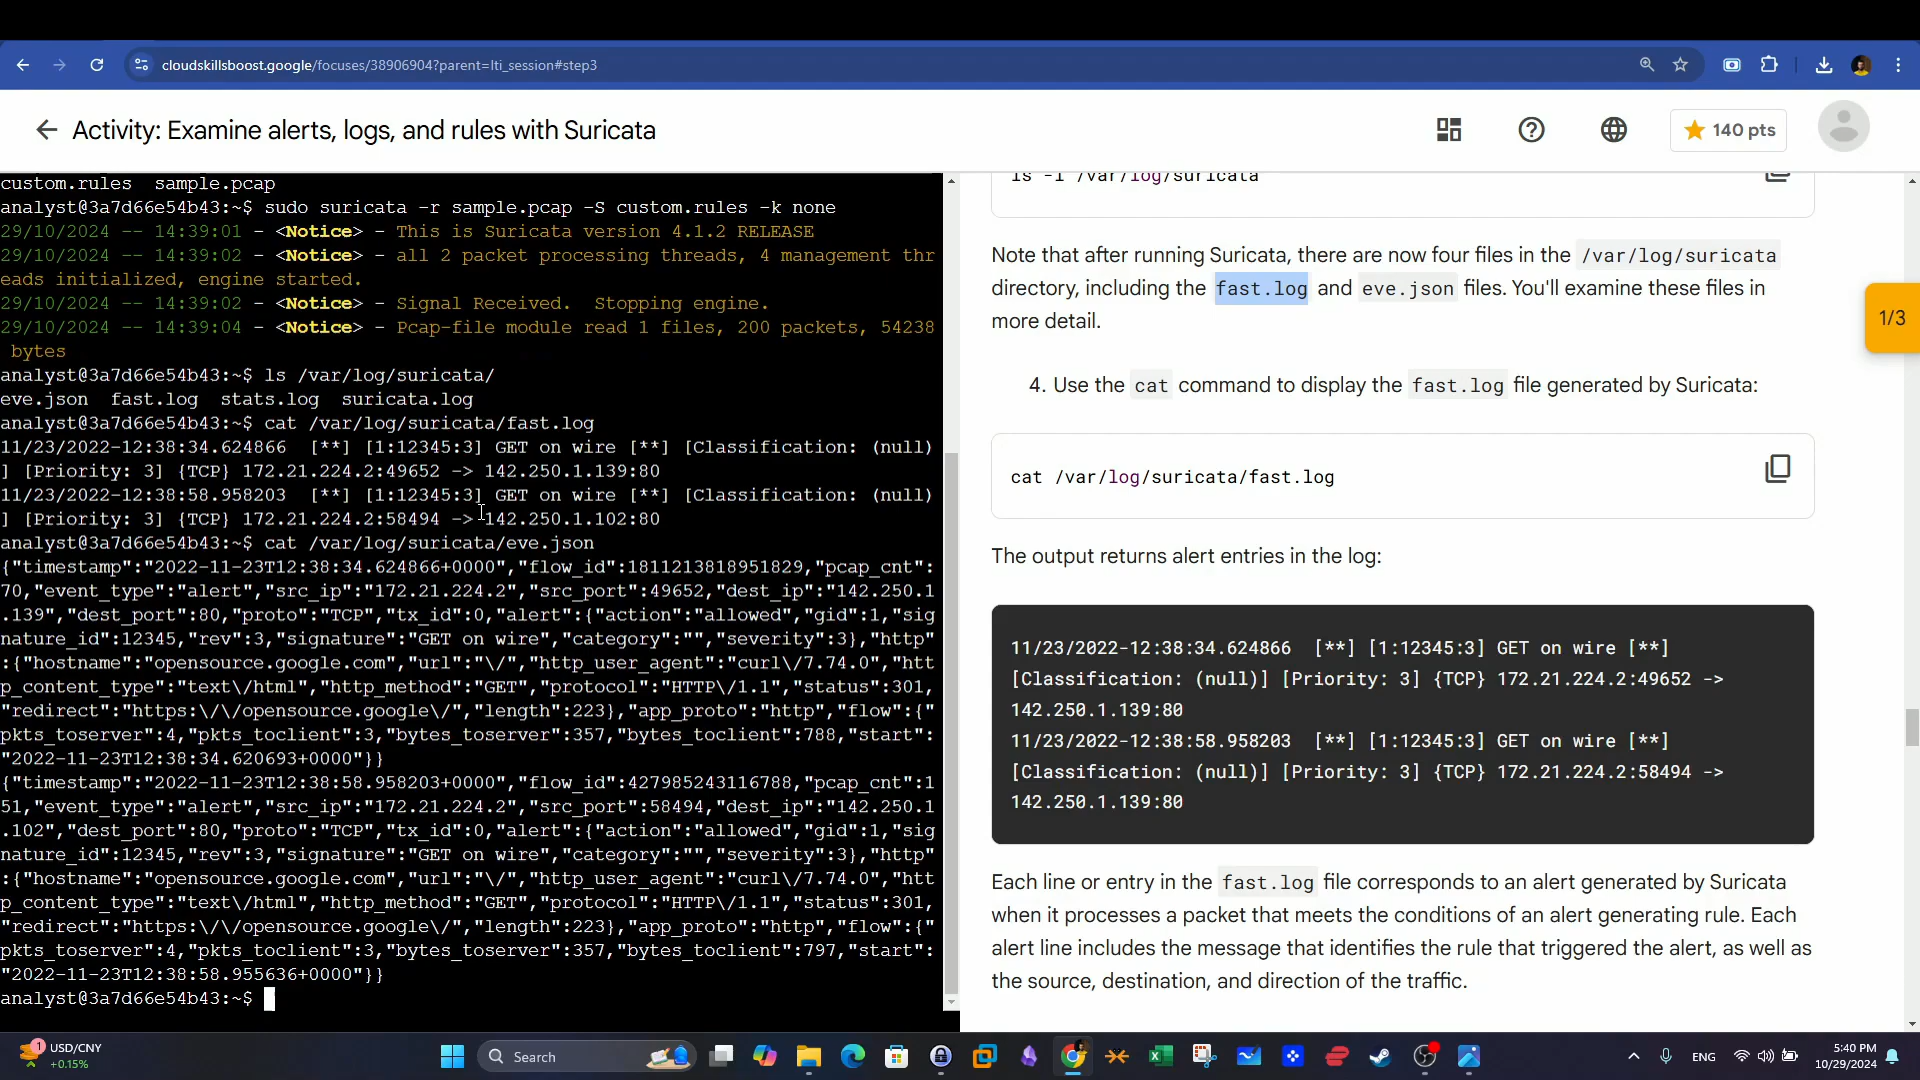 cloudskillsboost.google/focuses/38906904?parent=lti_session#step3
Activity: Examine alerts, logs, and rules with Suricata
140 pts
custom.rules  sample.pcap
analyst@3a7d66e54b43:~$ sudo suricata -r sample.pcap -S custom.rules -k none
29/10/2024 -- 14:39:01 - <Notice> - This is Suricata version 4.1.2 RELEASE
29/10/2024 -- 14:39:02 - <Notice> - all 2 packet processing threads, 4 management thr
eads initialized, engine started.
29/10/2024 -- 14:39:02 - <Notice> - Signal Received.  Stopping engine.
29/10/2024 -- 14:39:04 - <Notice> - Pcap-file module read 1 files, 200 packets, 54238
 bytes
analyst@3a7d66e54b43:~$ ls /var/log/suricata/
eve.json  fast.log  stats.log  suricata.log
analyst@3a7d66e54b43:~$ cat /var/log/suricata/fast.log
11/23/2022-12:38:34.624866  [**] [1:12345:3] GET on wire [**] [Classification: (null)
] [Priority: 3] {TCP} 172.21.224.2:49652 -> 142.250.1.139:80
11/23/2022-12:38:58.958203  [**] [1:12345:3] GET on wire [**] [Classification: (null)
] [Priority: 3] {TCP} 172.21.224.2:58494 -> 142.250.1.102:80
analyst@3a7d66e54b43:~$ cat /var/log/suricata/eve.json
{"timestamp":"2022-11-23T12:38:34.624866+0000","flow_id":1811213818951829,"pcap_cnt":
70,"event_type":"alert","src_ip":"172.21.224.2","src_port":49652,"dest_ip":"142.250.1
.139","dest_port":80,"proto":"TCP","tx_id":0,"alert":{"action":"allowed","gid":1,"sig
nature_id":12345,"rev":3,"signature":"GET on wire","category":"","severity":3},"http"
:{"hostname":"opensource.google.com","url":"\/","http_user_agent":"curl\/7.74.0","htt
p_content_type":"text\/html","http_method":"GET","protocol":"HTTP\/1.1","status":301,
"redirect":"https:\/\/opensource.google\/","length":223},"app_proto":"http","flow":{"
pkts_toserver":4,"pkts_toclient":3,"bytes_toserver":357,"bytes_toclient":788,"start":
"2022-11-23T12:38:34.620693+0000"}}
{"timestamp":"2022-11-23T12:38:58.958203+0000","flow_id":427985243116788,"pcap_cnt":1
51,"event_type":"alert","src_ip":"172.21.224.2","src_port":58494,"dest_ip":"142.250.1
.102","dest_port":80,"proto":"TCP","tx_id":0,"alert":{"action":"allowed","gid":1,"sig
nature_id":12345,"rev":3,"signature":"GET on wire","category":"","severity":3},"http"
:{"hostname":"opensource.google.com","url":"\/","http_user_agent":"curl\/7.74.0","htt
p_content_type":"text\/html","http_method":"GET","protocol":"HTTP\/1.1","status":301,
"redirect":"https:\/\/opensource.google\/","length":223},"app_proto":"http","flow":{"
pkts_toserver":4,"pkts_toclient":3,"bytes_toserver":357,"bytes_toclient":797,"start":
"2022-11-23T12:38:58.955636+0000"}}
analyst@3a7d66e54b43:~$
ls -l /var/log/suricata
Note that after running Suricata, there are now four files in the /var/log/suricata
directory, including the fast.log and eve.json files. You'll examine these files in
more detail.
4. Use the cat command to display the fast.log file generated by Suricata:
cat /var/log/suricata/fast.log
The output returns alert entries in the log:
11/23/2022-12:38:34.624866  [**] [1:12345:3] GET on wire [**]
[Classification: (null)] [Priority: 3] {TCP} 172.21.224.2:49652 ->
142.250.1.139:80
11/23/2022-12:38:58.958203  [**] [1:12345:3] GET on wire [**]
[Classification: (null)] [Priority: 3] {TCP} 172.21.224.2:58494 ->
142.250.1.139:80
Each line or entry in the fast.log file corresponds to an alert generated by Suricata
when it processes a packet that meets the conditions of an alert generating rule. Each
alert line includes the message that identifies the rule that triggered the alert, as well as
the source, destination, and direction of the traffic.
1/3
1
USD/CNY
+0.15%
Search
ENG
5:40 PM
10/29/2024